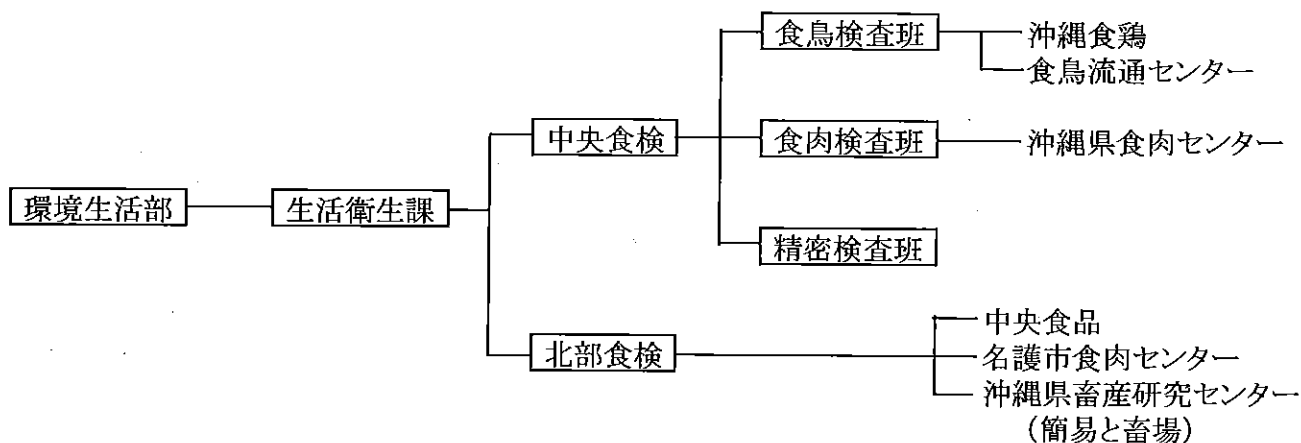 環境生活部
生活衛生課
中央食検
食鳥検査班
沖縄食鶏
食鳥流通センター
食肉検査班
沖縄県食肉センター
精密検査班
北部食検
中央食品
名護市食肉センター
沖縄県畜産研究センター
(簡易と畜場)